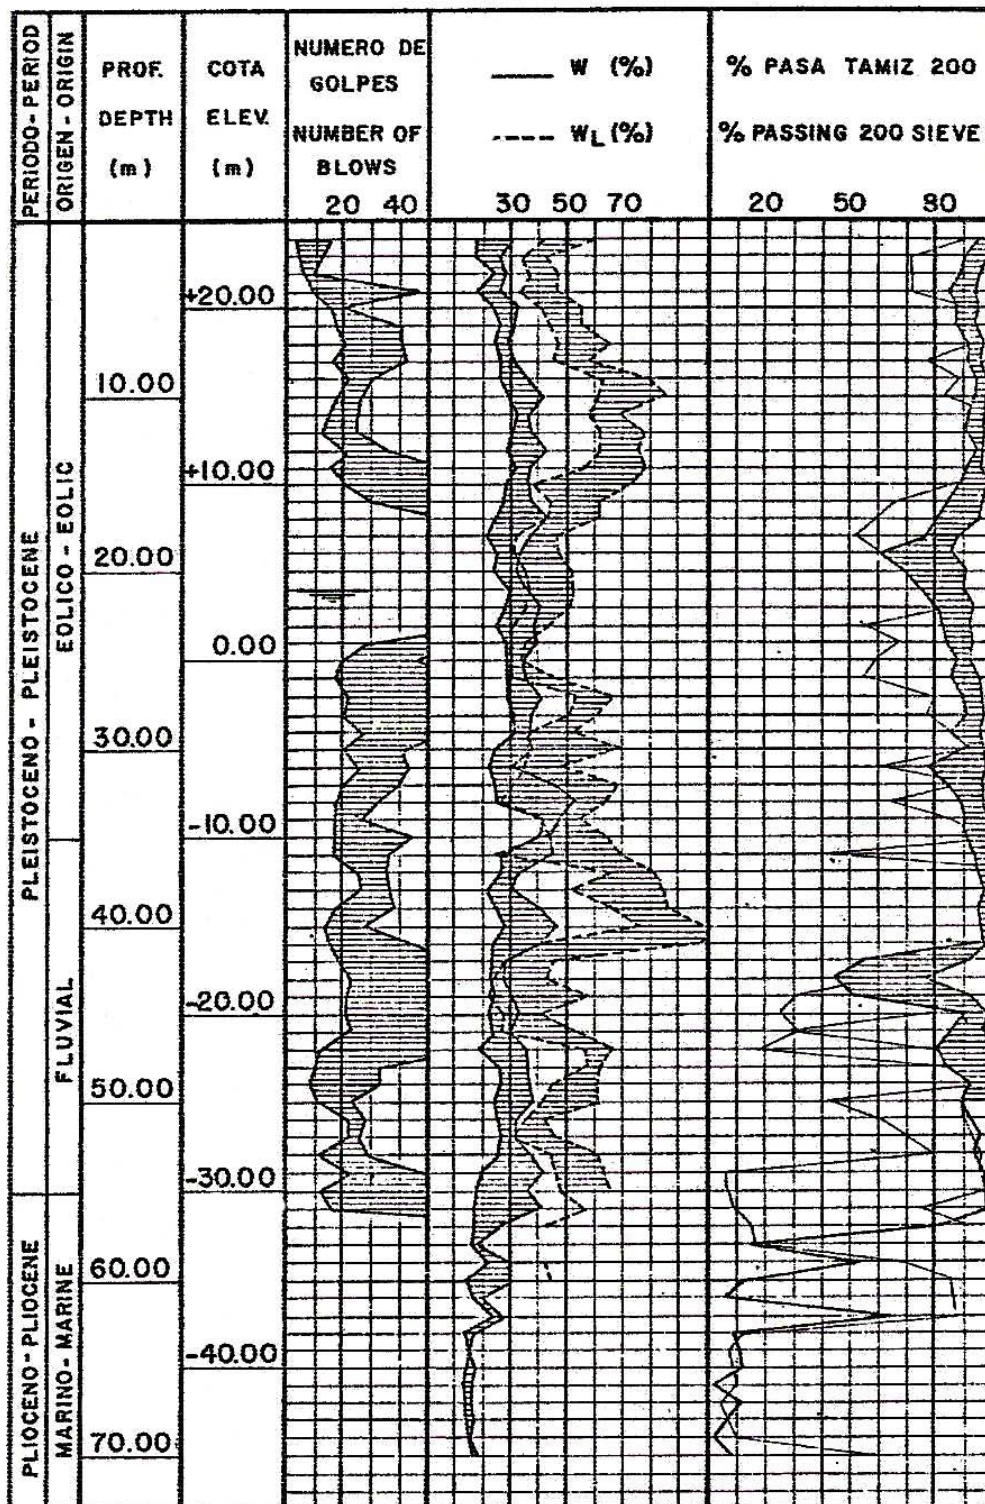 PERIODO - PERIOD
ORIGEN - ORIGIN
PROF.
DEPTH
(m)
COTA
ELEV.
(m)
NUMERO DE
GOLPES
NUMBER OF
BLOWS
20 40
W (%)
WL (%)
30 50 70
% PASA TAMIZ 200
% PASSING 200 SIEVE
20 50 80
PLEISTOCENO - PLEISTOCENE
EOLICO - EOLIC
FLUVIAL
PLIOCENO - PLIOCENE
MARINO - MARINE
10.00
20.00
30.00
40.00
50.00
60.00
70.00
+20.00
+10.00
0.00
-10.00
-20.00
-30.00
-40.00